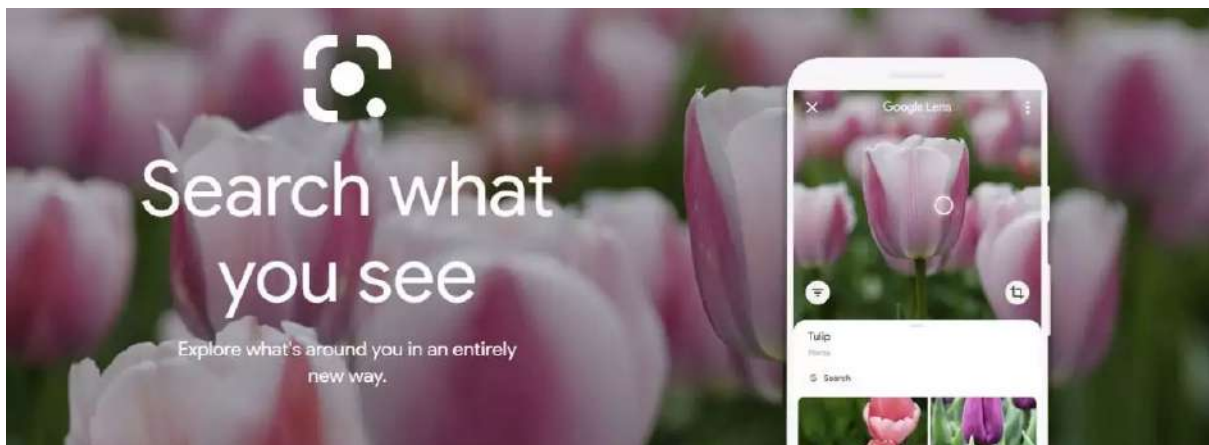 Search what
you see
Explore what's around you in an entirely
new way.
Google Lens
Tulip
Search